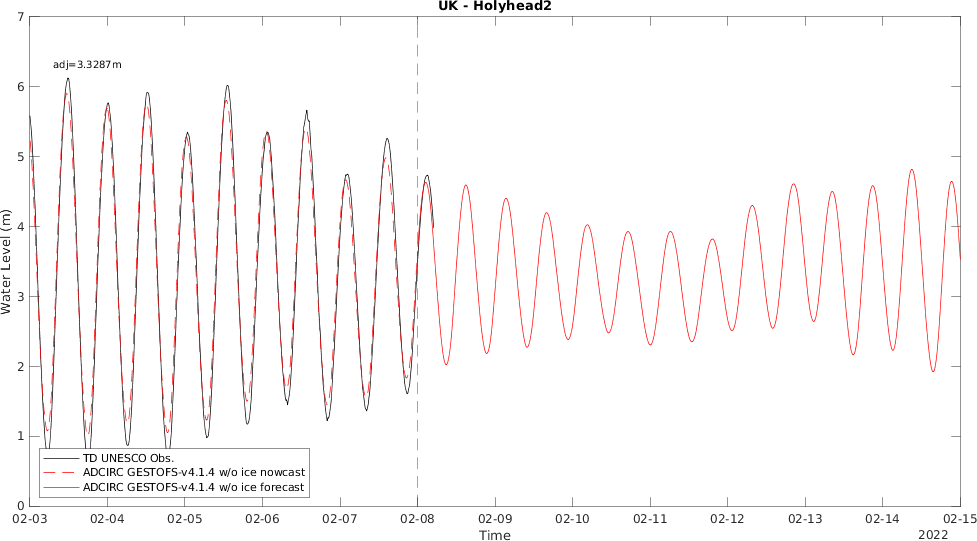 UK - Holyhead2
adj=3.3287m
7
6
5
4
3
2
1
0
Water Level (m)
TD UNESCO Obs.
ADCIRC GESTOFS-v4.1.4 w/o ice nowcast
ADCIRC GESTOFS-v4.1.4 w/o ice forecast
02-03 02-04 02-05 02-06 02-07 02-08 02-09 02-10 02-11 02-12 02-13 02-14 02-15
Time
2022